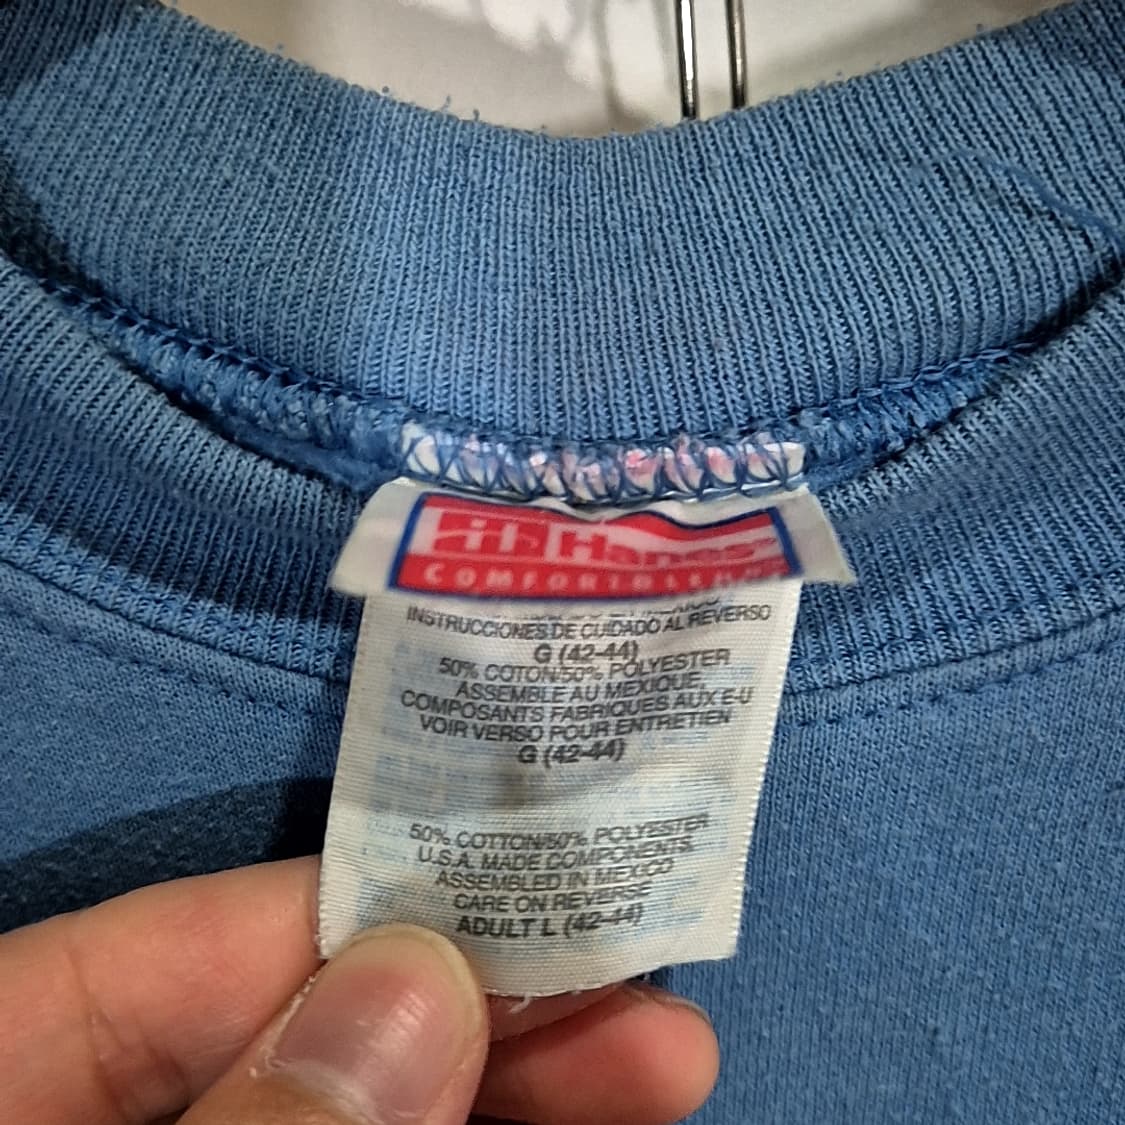 Hanes
COMFORTBLEND
INSTRUCCIONES DE CUIDADO AL REVERSO
G (42-44)
50% COTON/50% POLYESTER
ASSEMBLE AU MEXIQUE,
COMPOSANTS FABRIQUES AUX E-U
VOIR VERSO POUR ENTRETIEN
G (42-44)
50% COTTON/50% POLYESTER
U.S.A. MADE COMPONENTS.
ASSEMBLED IN MEXICO
CARE ON REVERSE
ADULT L (42-44)